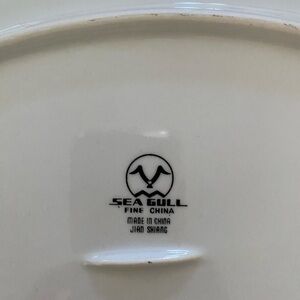 SEA GULL
FINE CHINA
MADE IN CHINA
JIAN SHIANG